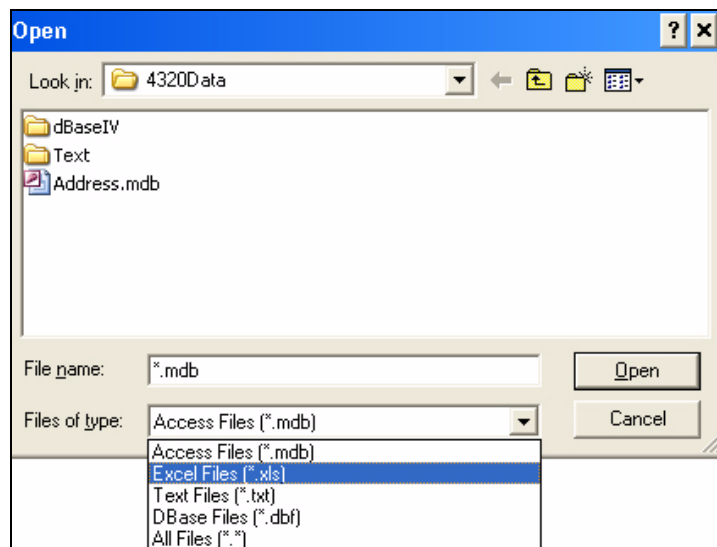 Open
Look in: 4320Data
dBaseIV
Text
Address.mdb
File name: *.mdb Open
Files of type: Access Files (*.mdb) Cancel
Access Files (*.mdb)
Excel Files (*.xls)
Text Files (*.txt)
DBase Files (*.dbf)
All Files (*.*)